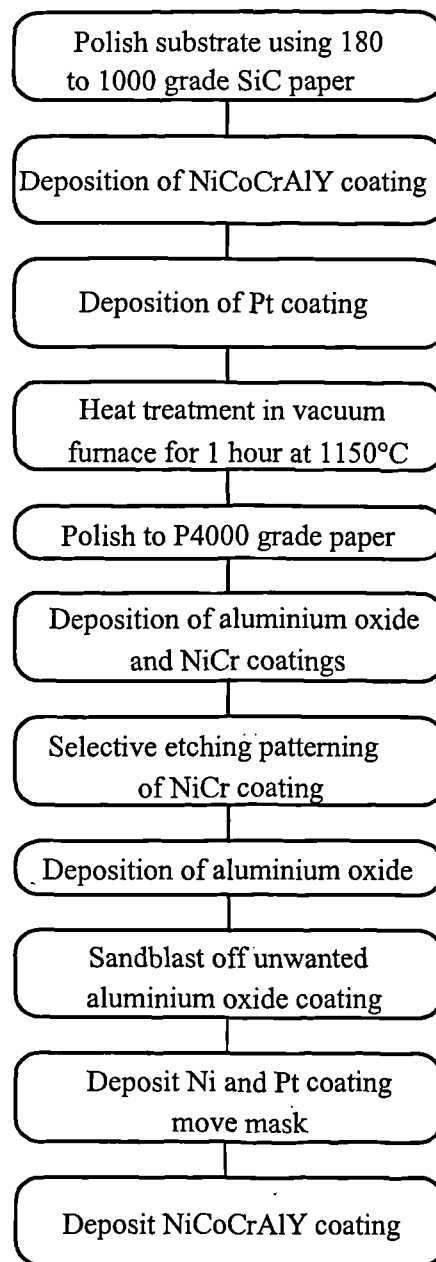 Polish substrate using 180
to 1000 grade SiC paper
Deposition of NiCoCrAlY coating
Deposition of Pt coating
Heat treatment in vacuum
furnace for 1 hour at 1150°C
Polish to P4000 grade paper
Deposition of aluminium oxide
and NiCr coatings
Selective etching patterning
of NiCr coating
Deposition of aluminium oxide
Sandblast off unwanted
aluminium oxide coating
Deposit Ni and Pt coating
move mask
Deposit NiCoCrAlY coating